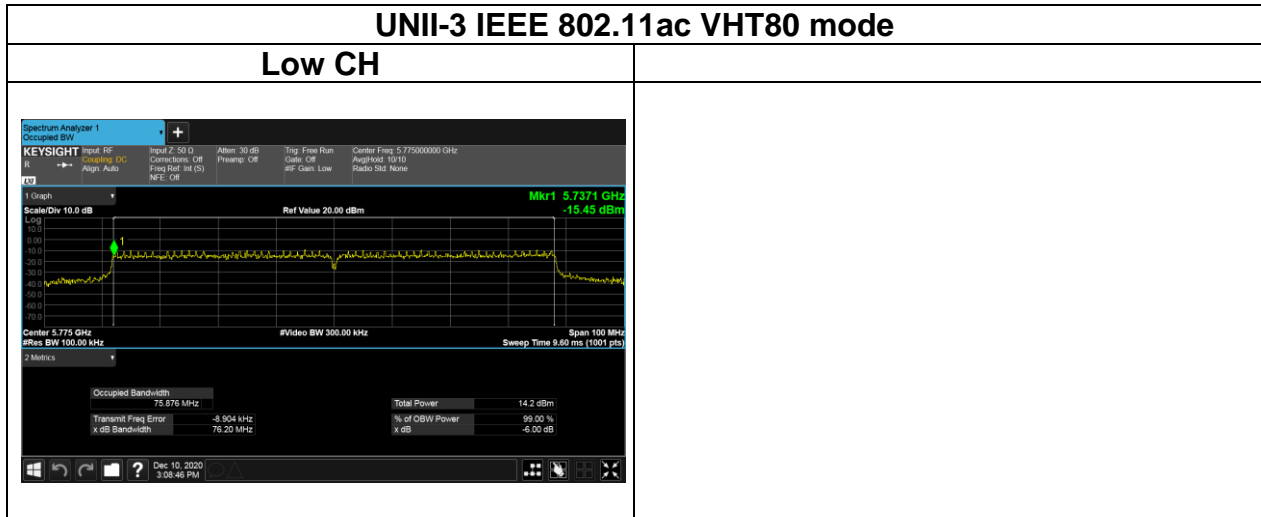 UNII-3 IEEE 802.11ac VHT80 mode
Low CH
Spectrum Analyzer 1
Occupied BW
+
KEYSIGHT Input: RF Input Z: 50 Ω Atten: 30 dB Trig: Free Run Center Freq: 5.775000000 GHz
R Coupling: DC Corrections: Off Preamp: Off Gate: Off Avg|Hold: 10/10
Align: Auto Freq Ref: Int (S) #IF Gain: Low Radio Std: None
LXI NFE: Off
1 Graph Mkr1 5.7371 GHz
Scale/Div 10.0 dB Ref Value 20.00 dBm -15.45 dBm
Log
10.0
0.00 1
-10.0
-20.0
-30.0
-40.0
-50.0
-60.0
-70.0
Center 5.775 GHz #Video BW 300.00 kHz Span 100 MHz
#Res BW 100.00 kHz Sweep Time 9.60 ms (1001 pts)
2 Metrics
Occupied Bandwidth
75.876 MHz Total Power 14.2 dBm
Transmit Freq Error -8.904 kHz % of OBW Power 99.00 %
x dB Bandwidth 76.20 MHz x dB -6.00 dB
? Dec 10, 2020
3:08:46 PM